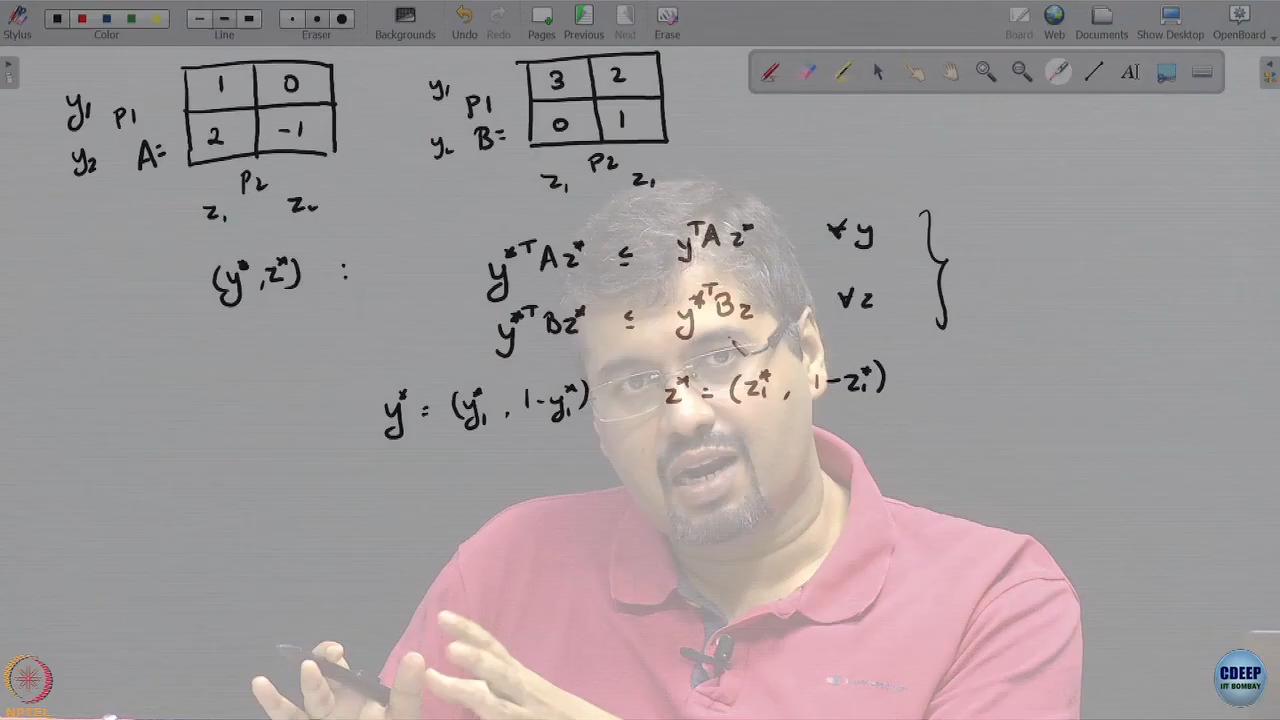 Stylus Color Line Eraser Backgrounds Undo Redo Pages Previous Next Erase Board Web Documents Show Desktop OpenBoard
y₁ P1 1 0
y₂ A= 2 -1
P2
z₁ z₂
y₁ P1 3 2
y₂ B= 0 1
P2
z₁ z₁
(y*, z*) : y*ᵀAz* ≤ yᵀAz* ∀ y
y*ᵀBz* ≤ y*ᵀBz ∀ z
y* = (y₁*, 1-y₁*) z* = (z₁*, 1-z₁*)
NPTEL
CDEEP
IIT BOMBAY